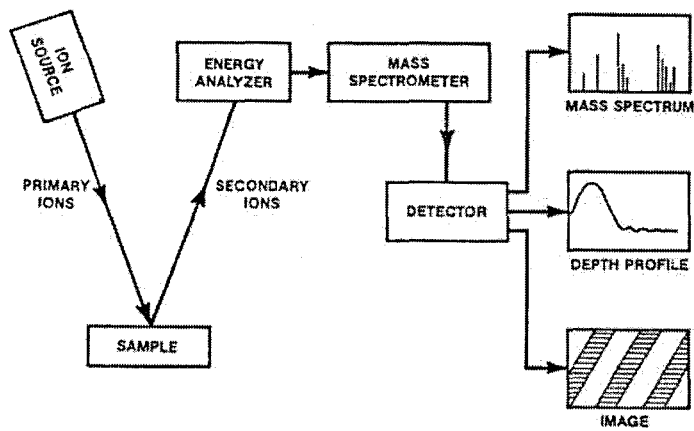 ION
SOURCE
ENERGY
ANALYZER
MASS
SPECTROMETER
MASS SPECTRUM
PRIMARY
IONS
SECONDARY
IONS
DETECTOR
DEPTH PROFILE
SAMPLE
IMAGE